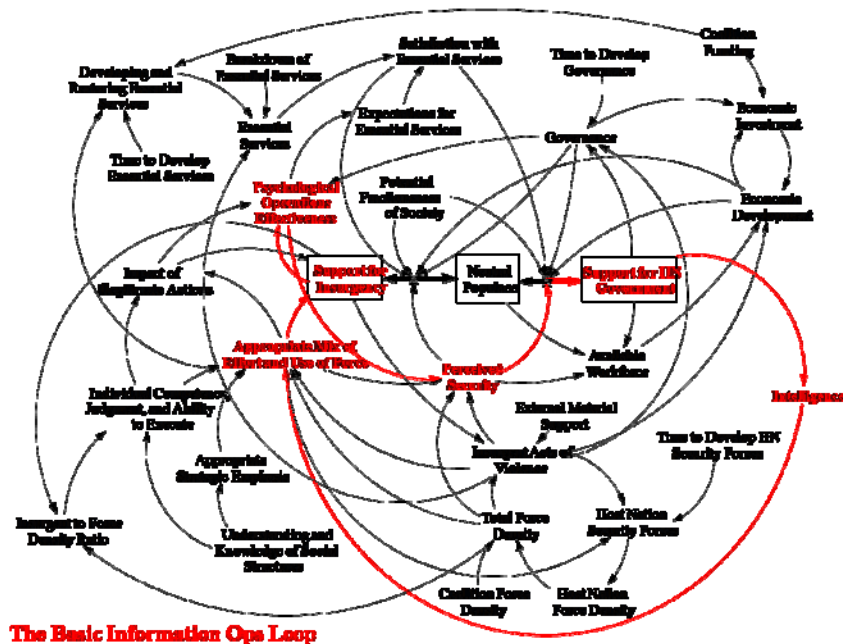 Coalition
Funding
Satisfaction with
Essential Services
Time to Develop
Governance
Breakdown of
Essential Services
Developing and
Restoring Essential
Services
Expectations for
Essential Services
Economic
Investment
Essential
Services
Governance
Time to Develop
Essential Services
Psychological
Operations
Effectiveness
Potential
of Society
Economic
Development
Impact of
Actions
Support for
Insurgency
Neutral
Populace
Support for HN
Government
Appropriate Mix of
Effort and Use of Force
Available
Workforce
Perceived
Security
Individual Competency,
Judgment, and Ability
to Execute
Intelligence
External Material
Support
Time to Develop HN
Security Forces
Insurgent Acts of
Violence
Appropriate
Strategic Emphasis
Insurgent to Force
Density Ratio
Understanding and
Knowledge of Social
Structures
Total Force
Density
Host Nation
Security Forces
Coalition Force
Density
Host Nation
Force Density
The Basic Information Ops Loop